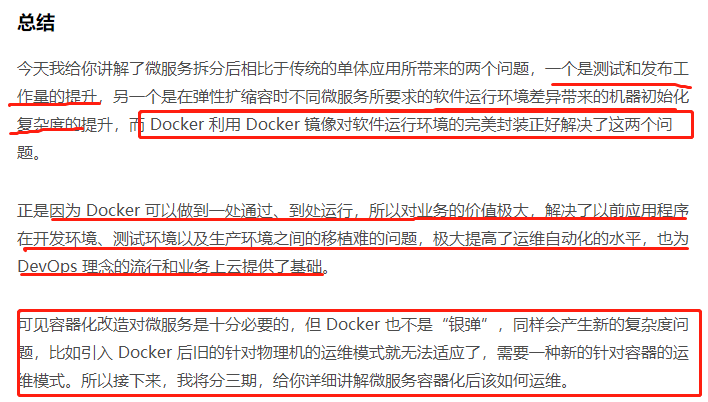 总结
今天我给你讲解了微服务拆分后相比于传统的单体应用所带来的两个问题，一个是测试和发布工
作量的提升，另一个是在弹性扩缩容时不同微服务所要求的软件运行环境差异带来的机器初始化
复杂度的提升，而 Docker 利用 Docker 镜像对软件运行环境的完美封装正好解决了这两个问
题。
正是因为 Docker 可以做到一处通过、到处运行，所以对业务的价值极大，解决了以前应用程序
在开发环境、测试环境以及生产环境之间的移植难的问题，极大提高了运维自动化的水平，也为
DevOps 理念的流行和业务上云提供了基础。
可见容器化改造对微服务是十分必要的，但 Docker 也不是“银弹”，同样会产生新的复杂度问
题，比如引入 Docker 后旧的针对物理机的运维模式就无法适应了，需要一种新的针对容器的运
维模式。所以接下来，我将分三期，给你详细讲解微服务容器化后该如何运维。